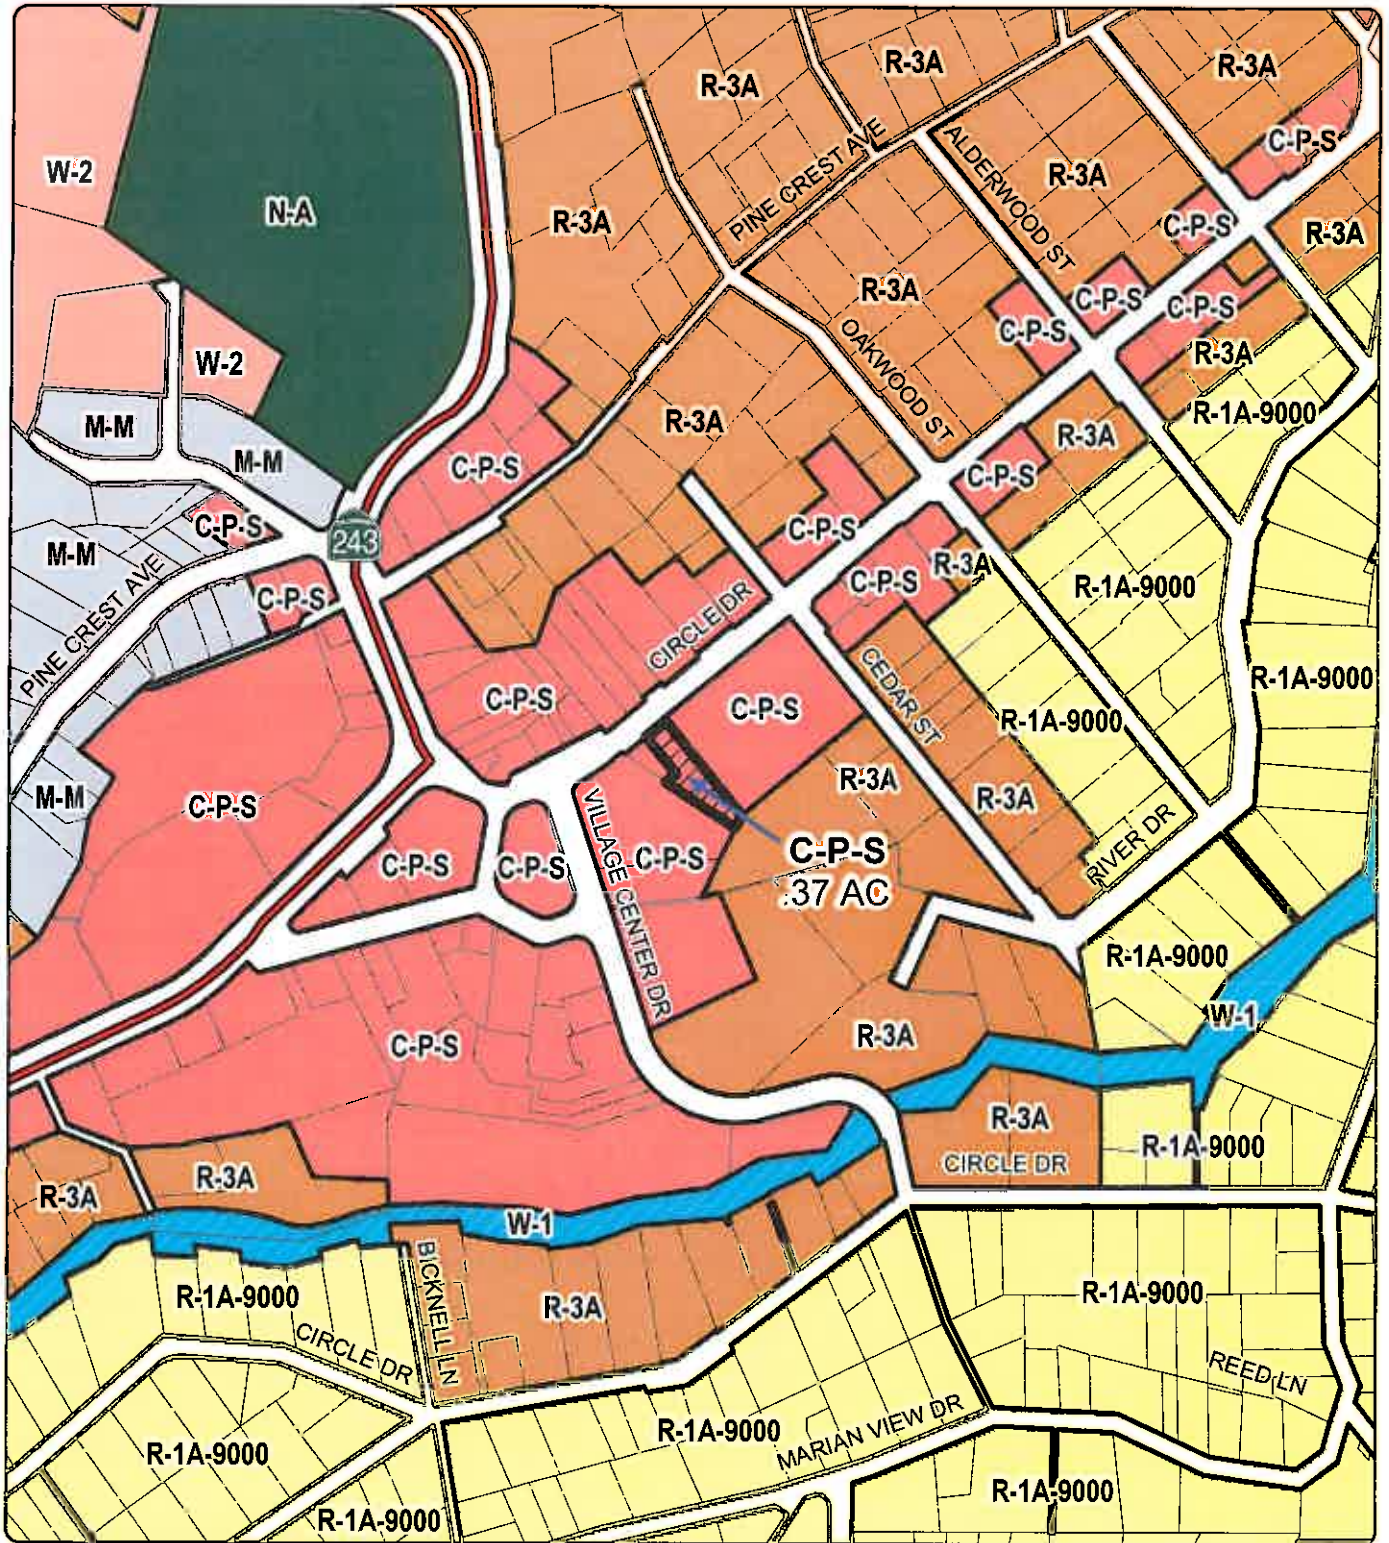 R-3A
R-3A
R-3A
C-P-S
W-2
N-A
PINE CREST AVE
ALDERWOOD ST
R-3A
R-3A
C-P-S
R-3A
R-3A
C-P-S
C-P-S
C-P-S
OAKWOOD ST
W-2
R-3A
R-1A-9000
M-M
R-3A
R-3A
M-M
C-P-S
C-P-S
C-P-S
C-P-S
243
M-M
R-3A
C-P-S
R-1A-9000
C-P-S
PINE CREST AVE
CIRCLE DR
CEDAR ST
R-1A-9000
C-P-S
C-P-S
R-1A-9000
R-3A
M-M
C-P-S
R-3A
VILLAGE CENTER DR
RIVER DR
C-P-S
C-P-S
C-P-S
C-P-S
.37 AC
R-1A-9000
W-1
C-P-S
R-3A
R-3A
R-1A-9000
CIRCLE DR
R-3A
R-3A
W-1
BICKNELL LN
R-1A-9000
R-3A
R-1A-9000
CIRCLE DR
REED LN
R-1A-9000
R-1A-9000
MARIAN VIEW DR
R-1A-9000
R-1A-9000